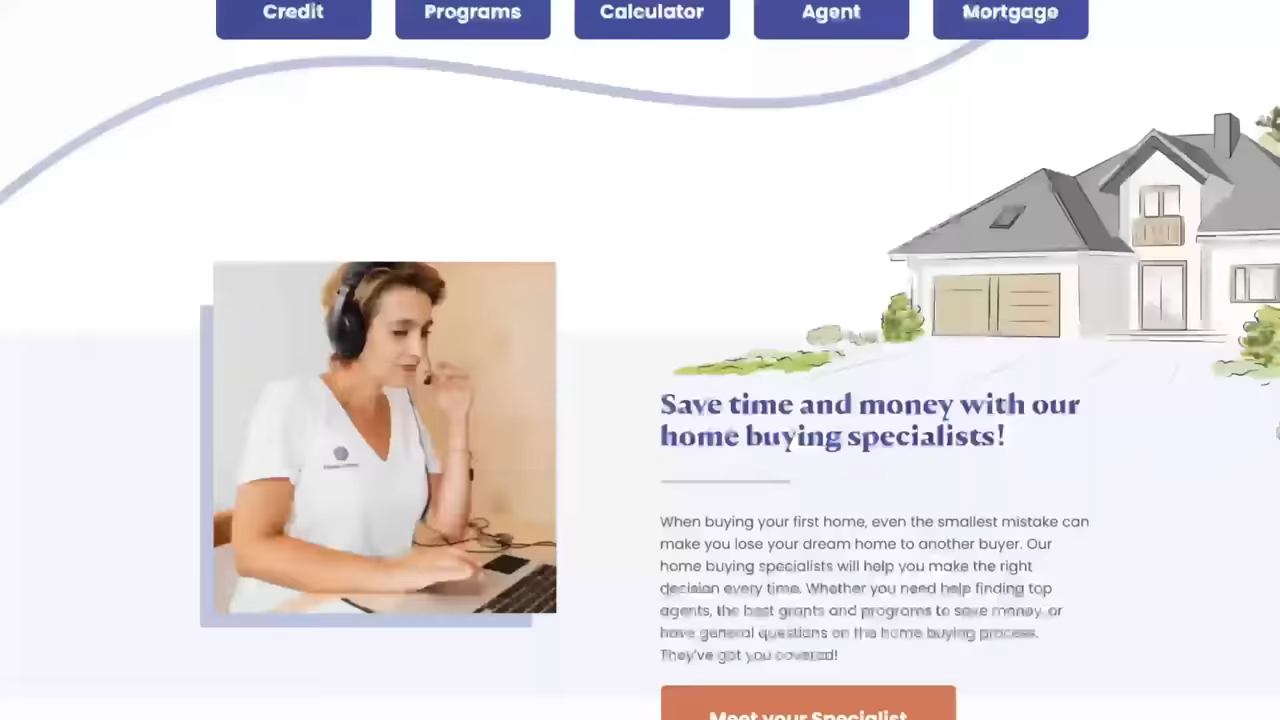 Credit
Programs
Calculator
Agent
Mortgage
Save time and money with our
home buying specialists!
When buying your first home, even the smallest mistake can
make you lose your dream home to another buyer. Our
home buying specialists will help you make the right
decision every time. Whether you need help finding top
agents, the best grants and programs to save money, or
have general questions on the home buying process.
They've got you covered!
Meet your Specialist